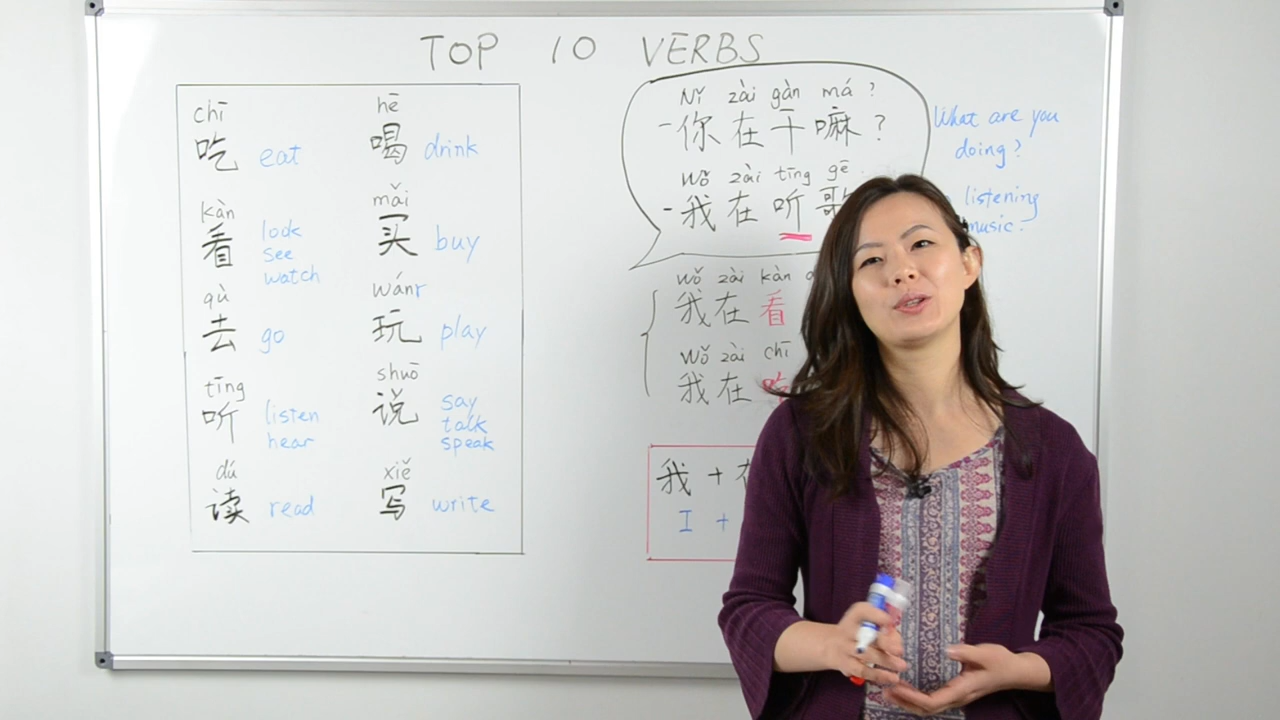 TOP 10 VERBS
chī
吃 eat
kàn
看 look
see
watch
qù
去 go
tīng
听 listen
hear
dú
读 read
hē
喝 drink
mǎi
买 buy
wánr
玩 play
shuō
说 say
talk
speak
xiě
写 write
Nǐ zài gàn má ?
- 你 在 干 嘛 ?
Wǒ zài tīng gē
- 我 在 听 歌
What are you
doing ?
listening
music .
Wǒ zài kàn
我 在 看
Wǒ zài chī
我 在 吃
我 + 在
I +